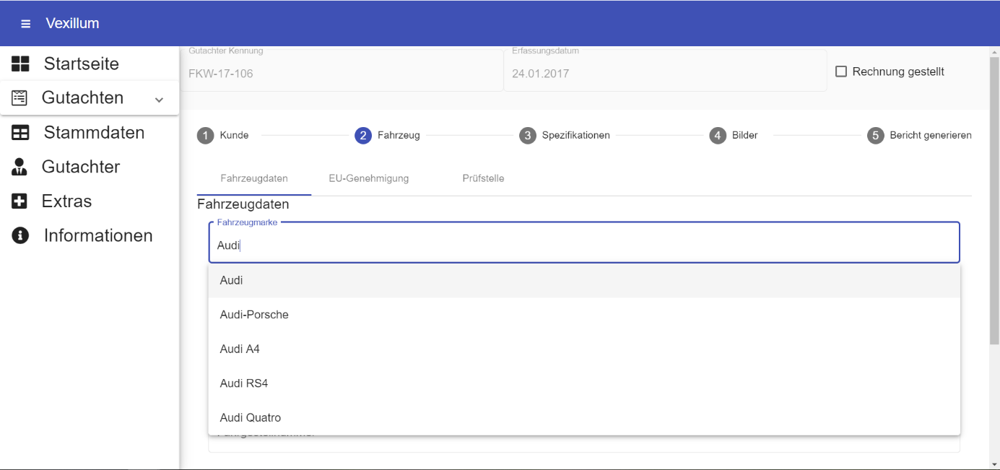 Vexillum
Startseite
Gutachten
Stammdaten
Gutachter
Extras
Informationen
Gutachter Kennung
FKW-17-106
Erfassungsdatum
24.01.2017
Rechnung gestellt
1 Kunde
2 Fahrzeug
3 Spezifikationen
4 Bilder
5 Bericht generieren
Fahrzeugdaten
EU-Genehmigung
Prüfstelle
Fahrzeugdaten
Fahrzeugmarke
Audi
Audi
Audi-Porsche
Audi A4
Audi RS4
Audi Quatro